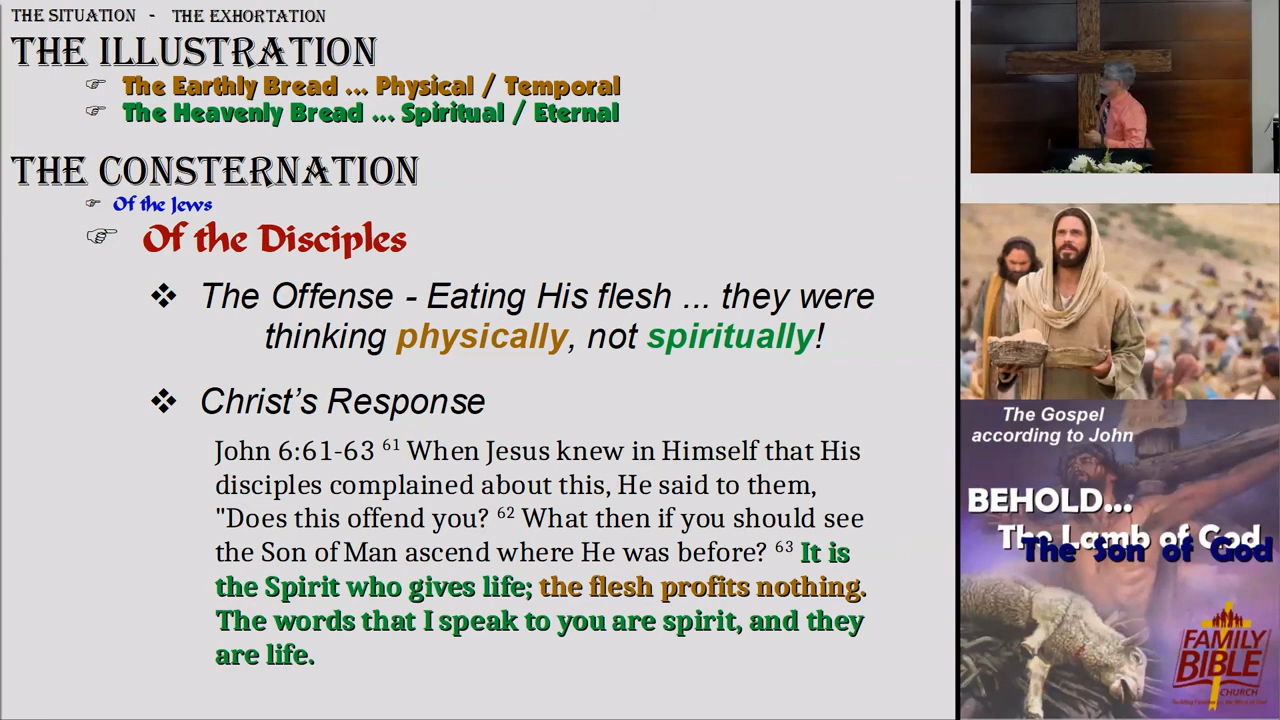 THE SITUATION - THE EXHORTATION
THE ILLUSTRATION
☞ The Earthly Bread ... Physical / Temporal
☞ The Heavenly Bread ... Spiritual / Eternal
THE CONSTERNATION
☞ Of the Jews
☞ Of the Disciples
❖ The Offense - Eating His flesh ... they were
thinking physically, not spiritually!
❖ Christ's Response
John 6:61-63 ⁶¹ When Jesus knew in Himself that His
disciples complained about this, He said to them,
"Does this offend you? ⁶² What then if you should see
the Son of Man ascend where He was before? ⁶³ It is
the Spirit who gives life; the flesh profits nothing.
The words that I speak to you are spirit, and they
are life.
The Gospel
according to John
BEHOLD...
The Lamb of God
The Son of God
FAMILY
BIBLE
CHURCH